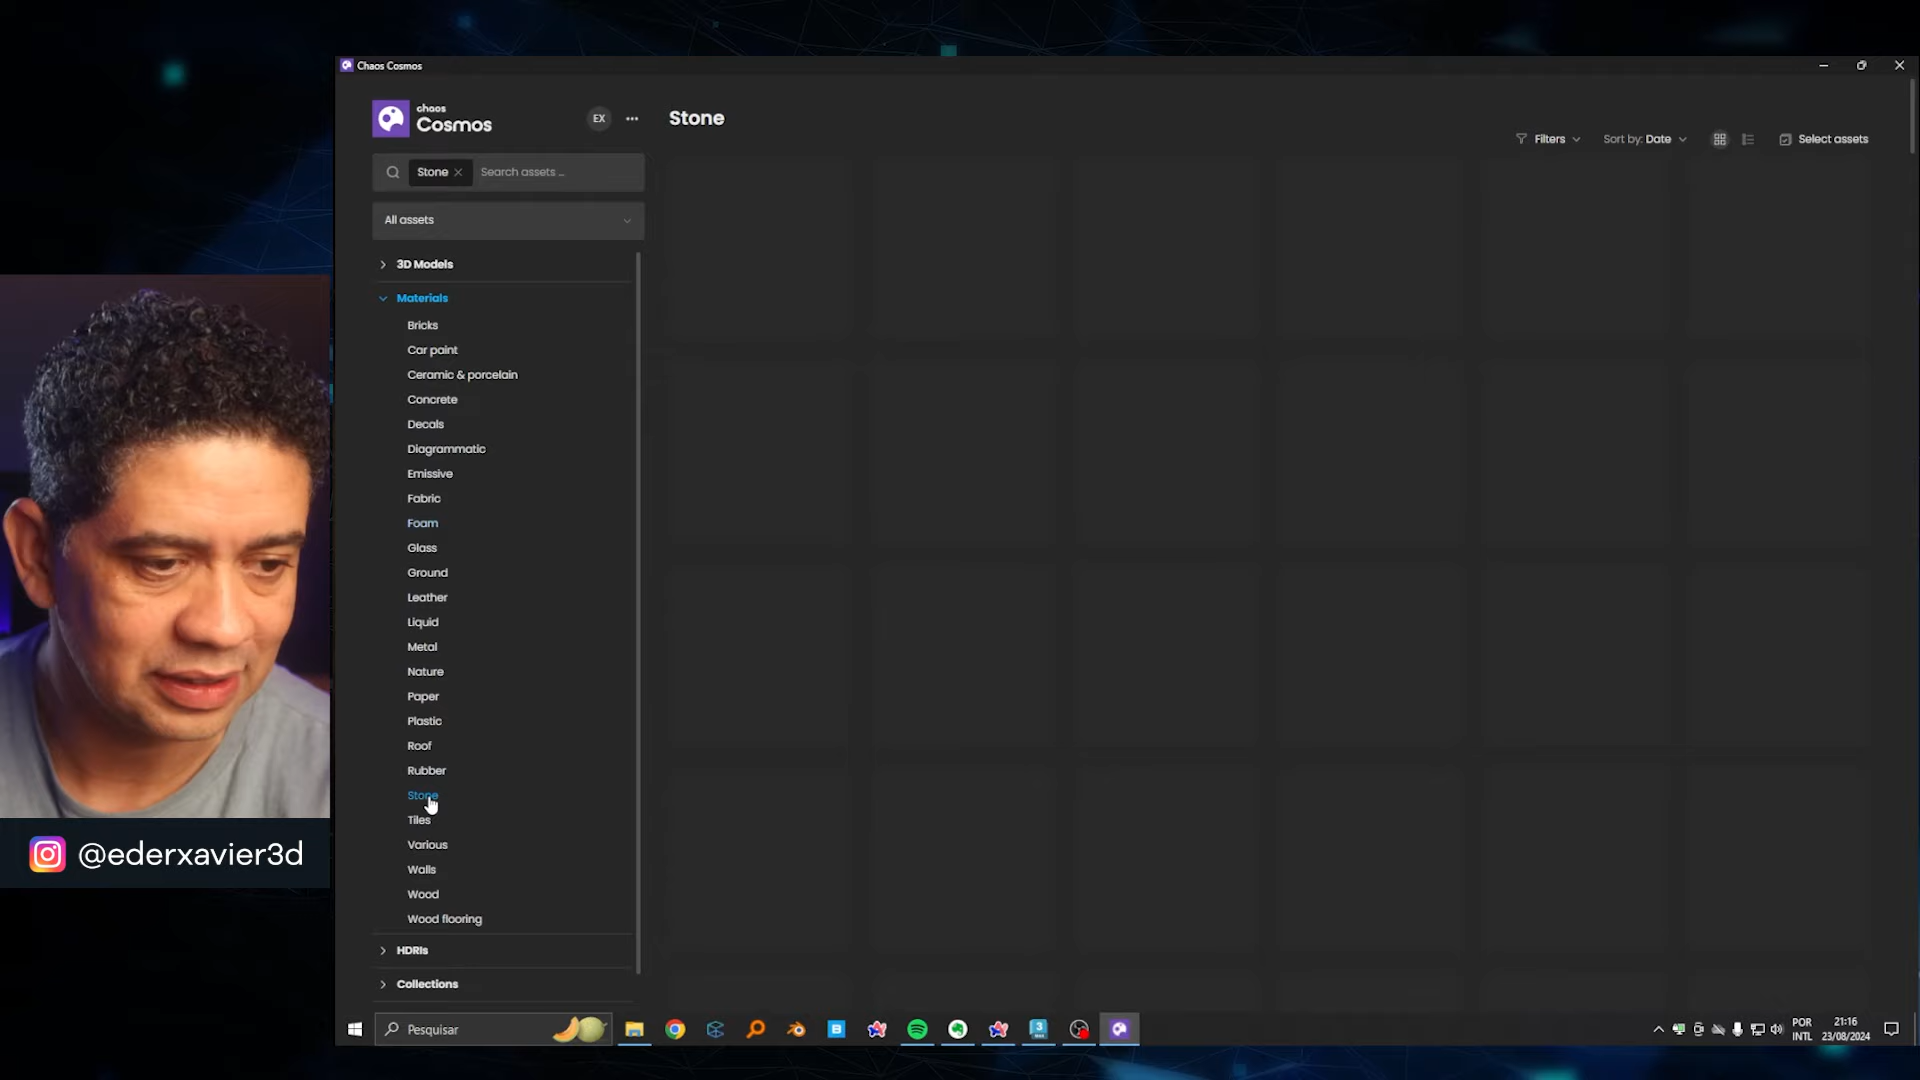 Chaos Cosmos
chaos
Cosmos
EX
Stone
Filters
Sort by: Date
Select assets
Stone
Search assets ...
All assets
3D Models
Materials
Bricks
Car paint
Ceramic & porcelain
Concrete
Decals
Diagrammatic
Emissive
Fabric
Foam
Glass
Ground
Leather
Liquid
Metal
Nature
Paper
Plastic
Roof
Rubber
Stone
Tiles
Various
Walls
Wood
Wood flooring
HDRIs
Collections
@ederxavier3d
Pesquisar
B
3
POR
INTL
21:16
23/08/2024